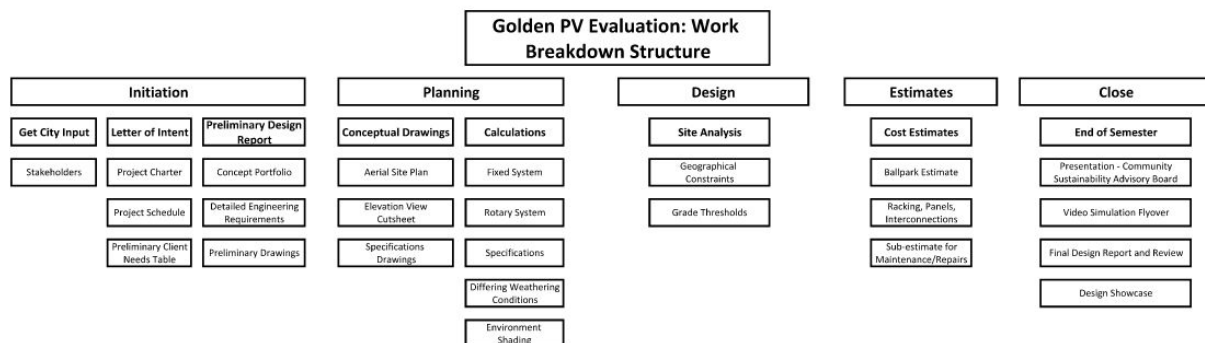 Golden PV Evaluation: Work
Breakdown Structure
Initiation
Planning
Design
Estimates
Close
Get City Input
Letter of Intent
Preliminary Design
Report
Conceptual Drawings
Calculations
Site Analysis
Cost Estimates
End of Semester
Stakeholders
Project Charter
Concept Portfolio
Aerial Site Plan
Fixed System
Geographical
Constraints
Ballpark Estimate
Presentation - Community
Sustainability Advisory Board
Project Schedule
Detailed Engineering
Requirements
Elevation View
Cutsheet
Rotary System
Grade Thresholds
Racking, Panels,
Interconnections
Video Simulation Flyover
Preliminary Client
Needs Table
Preliminary Drawings
Specifications
Drawings
Specifications
Sub-estimate for
Maintenance/Repairs
Final Design Report and Review
Differing Weathering
Conditions
Design Showcase
Environment
Shading